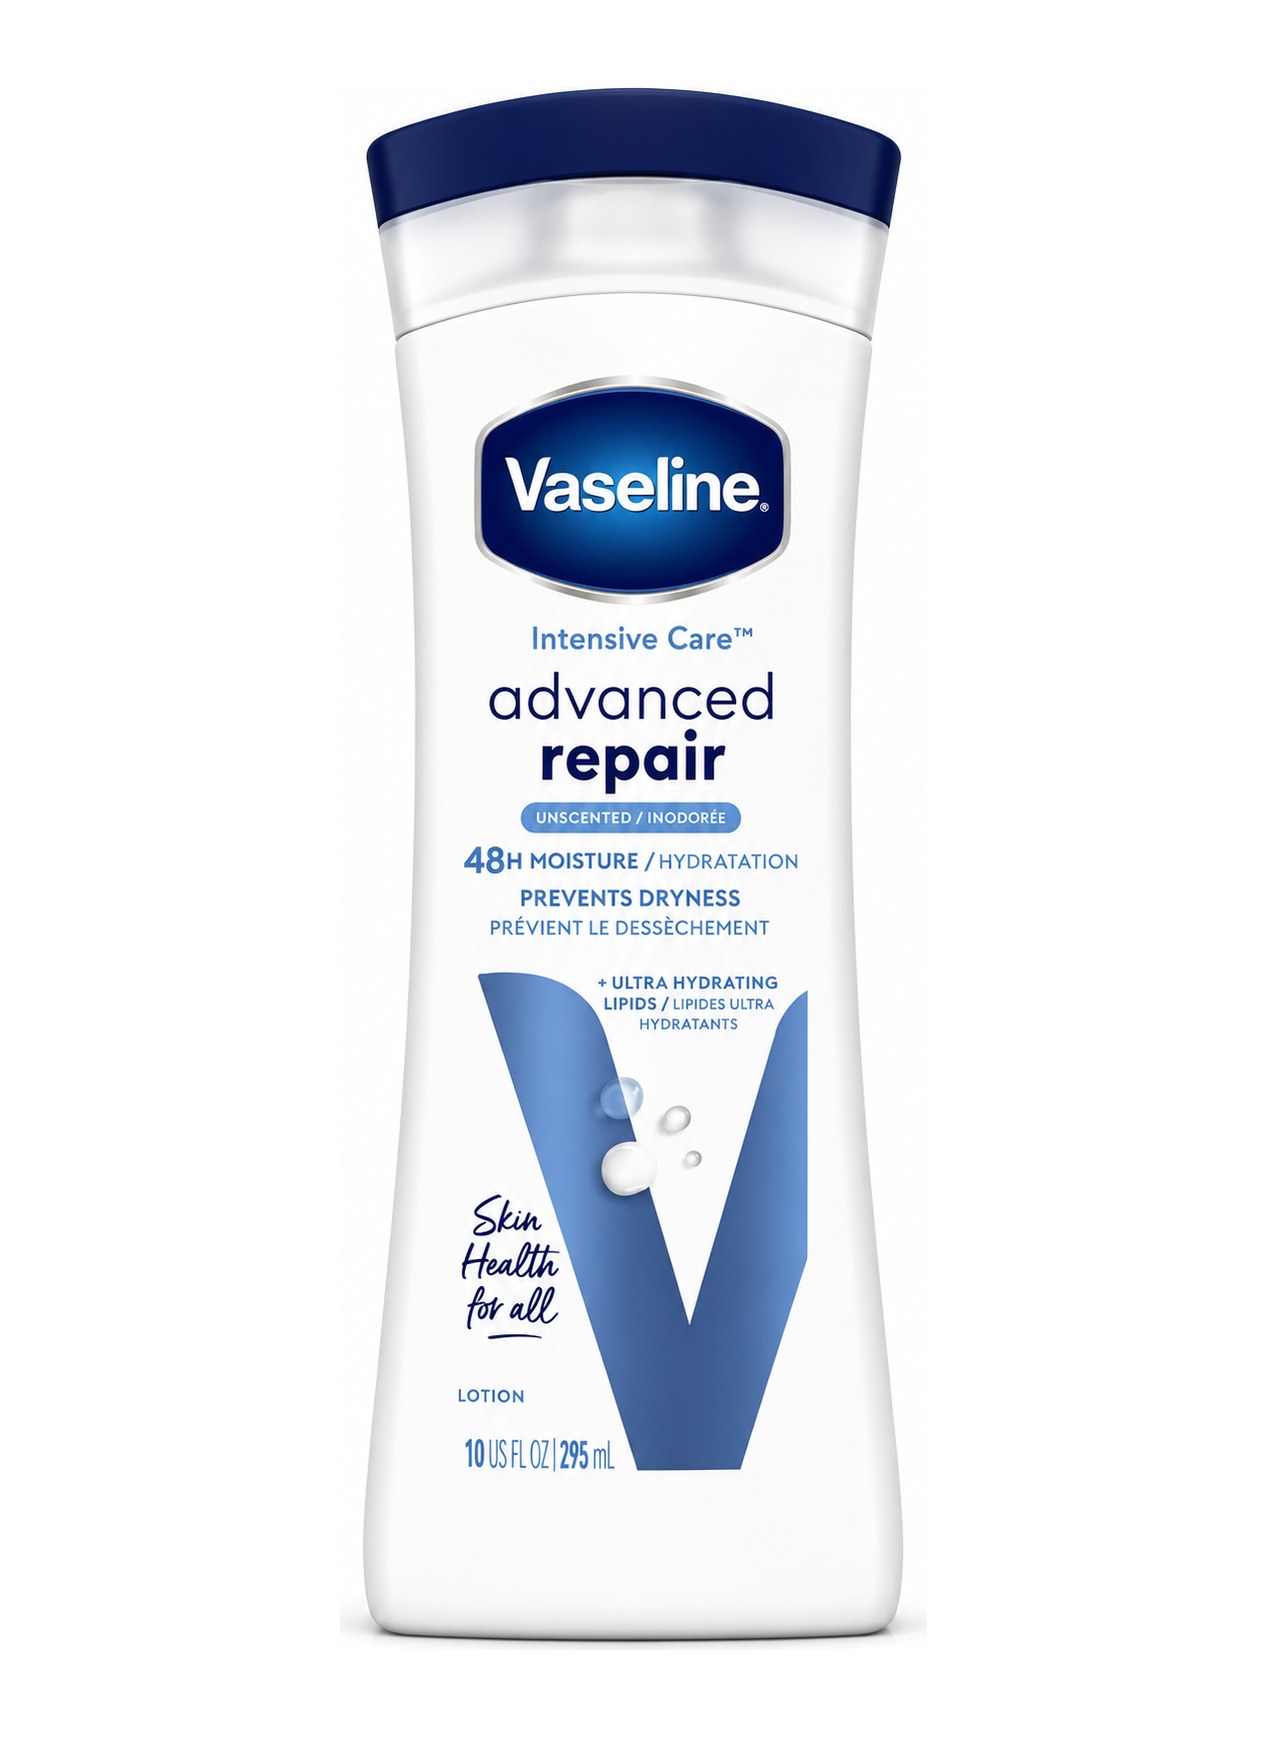 Vaseline®
Intensive Care™
advanced
repair
UNSCENTED / INODORÉE
48H MOISTURE / HYDRATATION
PREVENTS DRYNESS
PRÉVIENT LE DESSÈCHEMENT
+ ULTRA HYDRATING
LIPIDS / LIPIDES ULTRA
HYDRATANTS
Skin
Health
for all
LOTION
10 US FL OZ | 295 mL